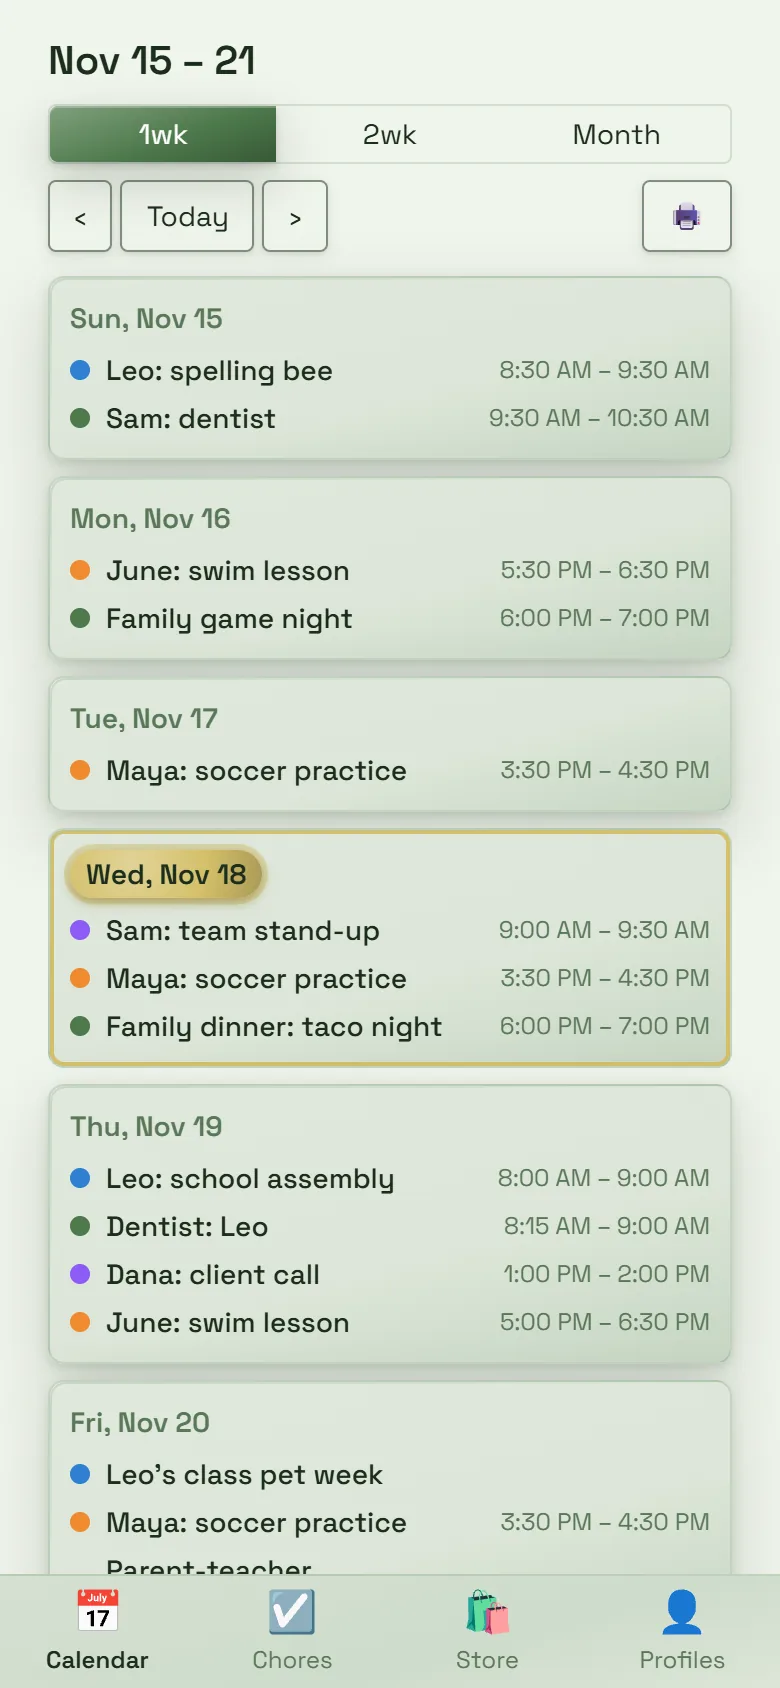 Nov 15 – 21
1wk 2wk Month
< Today >
Sun, Nov 15
Leo: spelling bee 8:30 AM – 9:30 AM
Sam: dentist 9:30 AM – 10:30 AM
Mon, Nov 16
June: swim lesson 5:30 PM – 6:30 PM
Family game night 6:00 PM – 7:00 PM
Tue, Nov 17
Maya: soccer practice 3:30 PM – 4:30 PM
Wed, Nov 18
Sam: team stand-up 9:00 AM – 9:30 AM
Maya: soccer practice 3:30 PM – 4:30 PM
Family dinner: taco night 6:00 PM – 7:00 PM
Thu, Nov 19
Leo: school assembly 8:00 AM – 9:00 AM
Dentist: Leo 8:15 AM – 9:00 AM
Dana: client call 1:00 PM – 2:00 PM
June: swim lesson 5:00 PM – 6:30 PM
Fri, Nov 20
Leo’s class pet week
Maya: soccer practice 3:30 PM – 4:30 PM
Parent-teacher
July
17
Calendar Chores Store Profiles